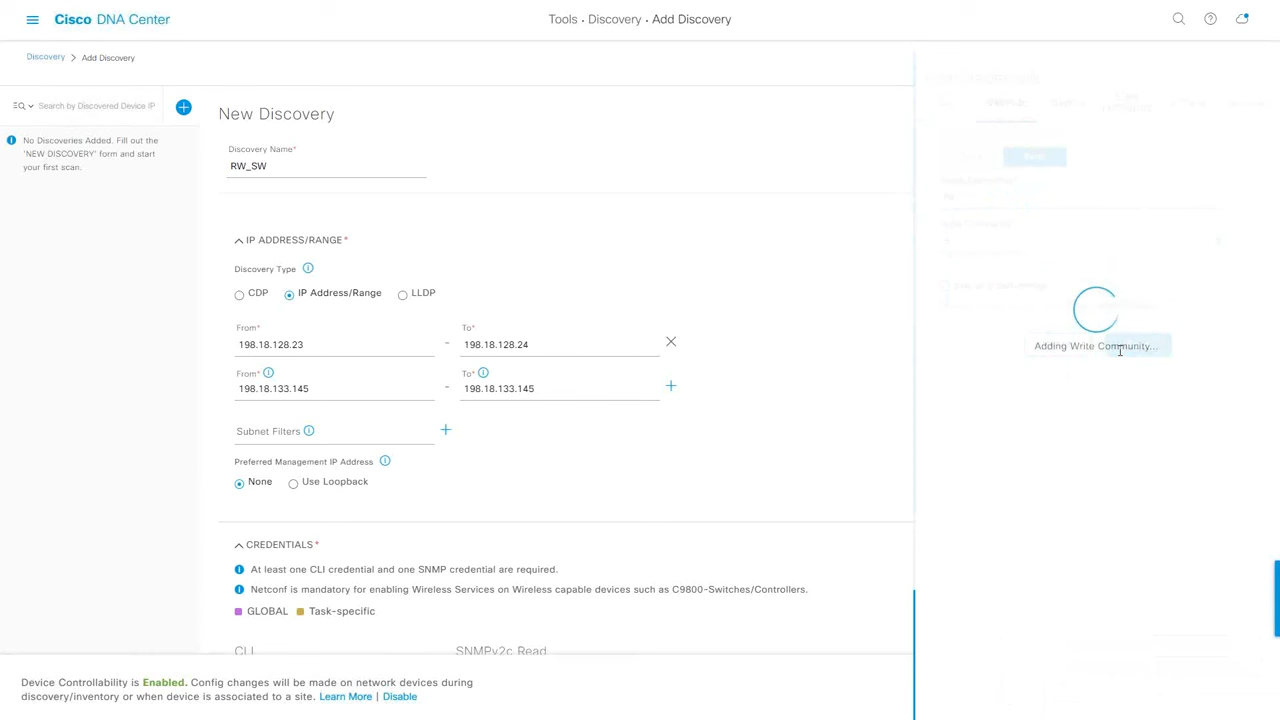 Cisco DNA Center
Tools · Discovery · Add Discovery
Discovery > Add Discovery
Search by Discovered Device IP
No Discoveries Added. Fill out the
'NEW DISCOVERY' form and start
your first scan.
New Discovery
Discovery Name*
RW_SW
IP ADDRESS/RANGE*
Discovery Type
CDP
IP Address/Range
LLDP
From*
To*
198.18.128.23
-
198.18.128.24
From*
To*
198.18.133.145
-
198.18.133.145
Subnet Filters
Preferred Management IP Address
None
Use Loopback
CREDENTIALS*
At least one CLI credential and one SNMP credential are required.
Netconf is mandatory for enabling Wireless Services on Wireless capable devices such as C9800-Switches/Controllers.
GLOBAL
Task-specific
CLI
SNMPv2c Read
Adding Write Community...
Device Controllability is Enabled. Config changes will be made on network devices during
discovery/inventory or when device is associated to a site. Learn More | Disable